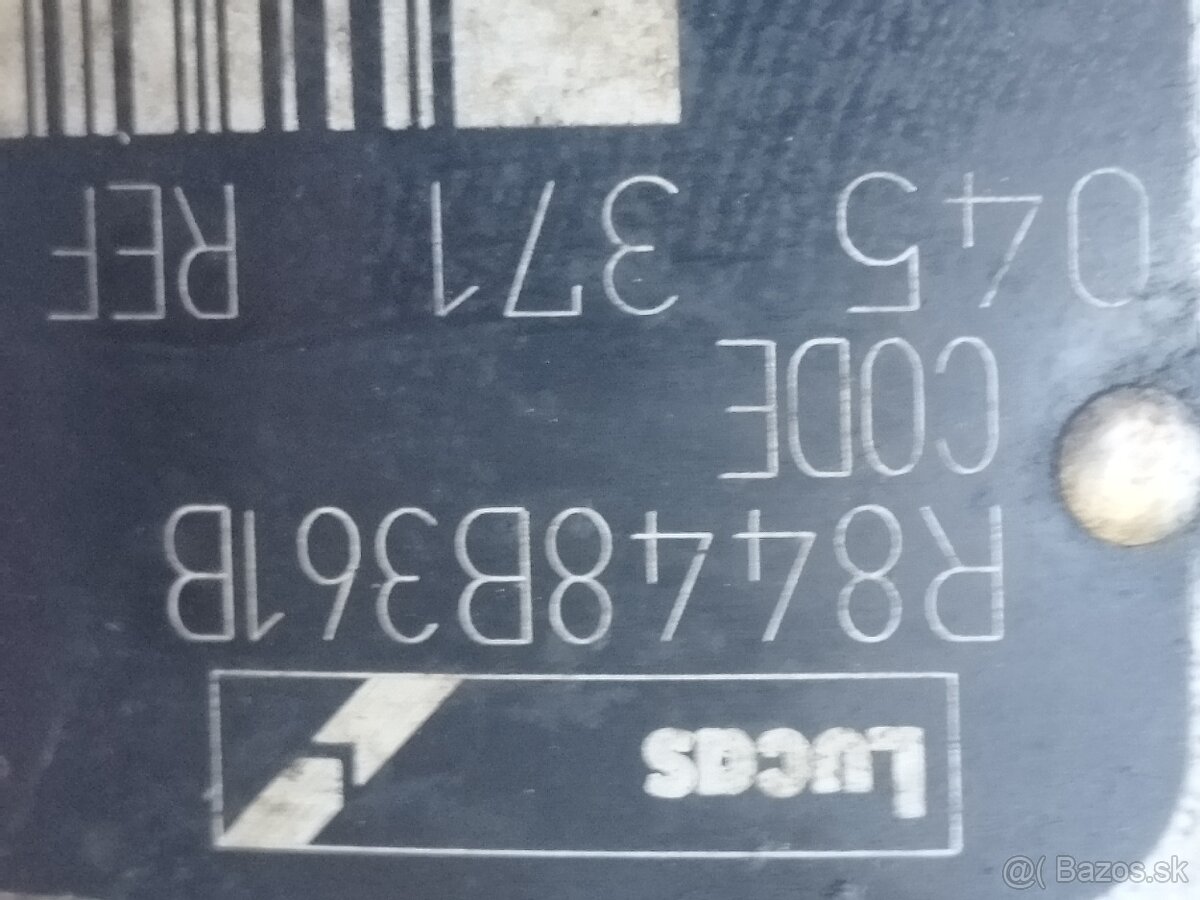 Lucas
R8448B361B
CODE
045 371 REF
@( Bazos.sk